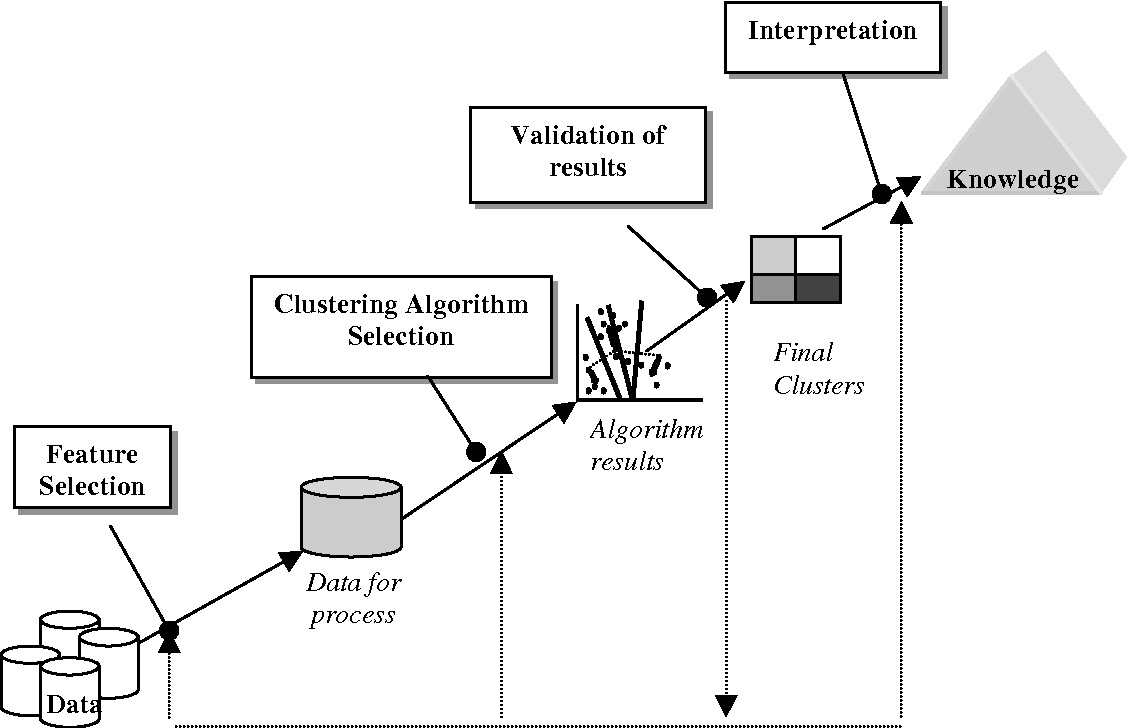 Interpretation
Validation of
results
Knowledge
Clustering Algorithm
Selection
Final
Clusters
Algorithm
results
Feature
Selection
Data for
process
Data